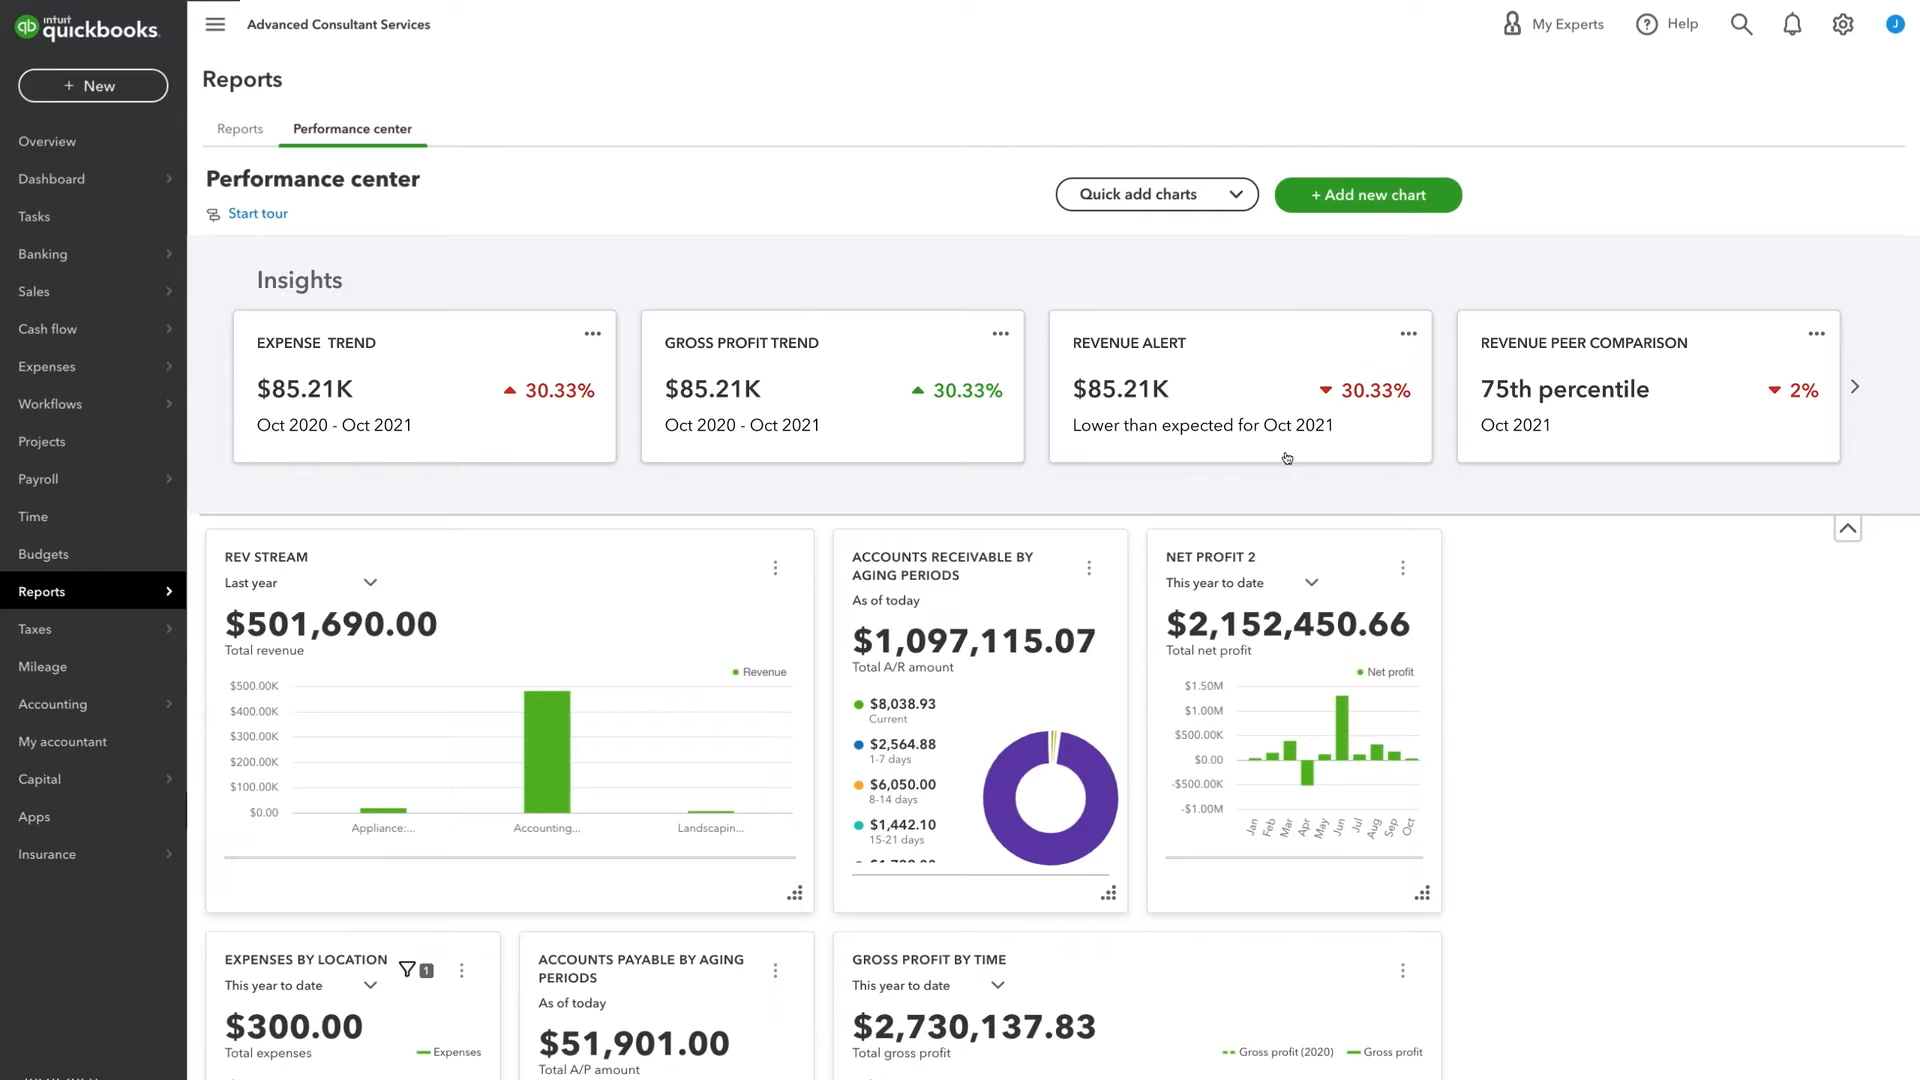 intuit
quickbooks
Advanced Consultant Services
My Experts
Help
J
+ New
Overview
Dashboard
Tasks
Banking
Sales
Cash flow
Expenses
Workflows
Projects
Payroll
Time
Budgets
Reports
Taxes
Mileage
Accounting
My accountant
Capital
Apps
Insurance
Reports
Reports
Performance center
Performance center
Start tour
Quick add charts
+ Add new chart
Insights
EXPENSE TREND
$85.21K
30.33%
Oct 2020 - Oct 2021
GROSS PROFIT TREND
$85.21K
30.33%
Oct 2020 - Oct 2021
REVENUE ALERT
$85.21K
30.33%
Lower than expected for Oct 2021
REVENUE PEER COMPARISON
75th percentile
2%
Oct 2021
REV STREAM
Last year
$501,690.00
Total revenue
Revenue
$500.00K
$400.00K
$300.00K
$200.00K
$100.00K
$0.00
Appliance:...
Accounting...
Landscapin...
ACCOUNTS RECEIVABLE BY
AGING PERIODS
As of today
$1,097,115.07
Total A/R amount
$8,038.93
Current
$2,564.88
1-7 days
$6,050.00
8-14 days
$1,442.10
15-21 days
NET PROFIT 2
This year to date
$2,152,450.66
Total net profit
Net profit
$1.50M
$1.00M
$500.00K
$0.00
-$500.00K
-$1.00M
Jan
Feb
Mar
Apr
May
Jun
Jul
Aug
Sep
Oct
EXPENSES BY LOCATION
1
This year to date
$300.00
Total expenses
Expenses
ACCOUNTS PAYABLE BY AGING
PERIODS
As of today
$51,901.00
Total A/P amount
GROSS PROFIT BY TIME
This year to date
$2,730,137.83
Total gross profit
Gross profit (2020)
Gross profit